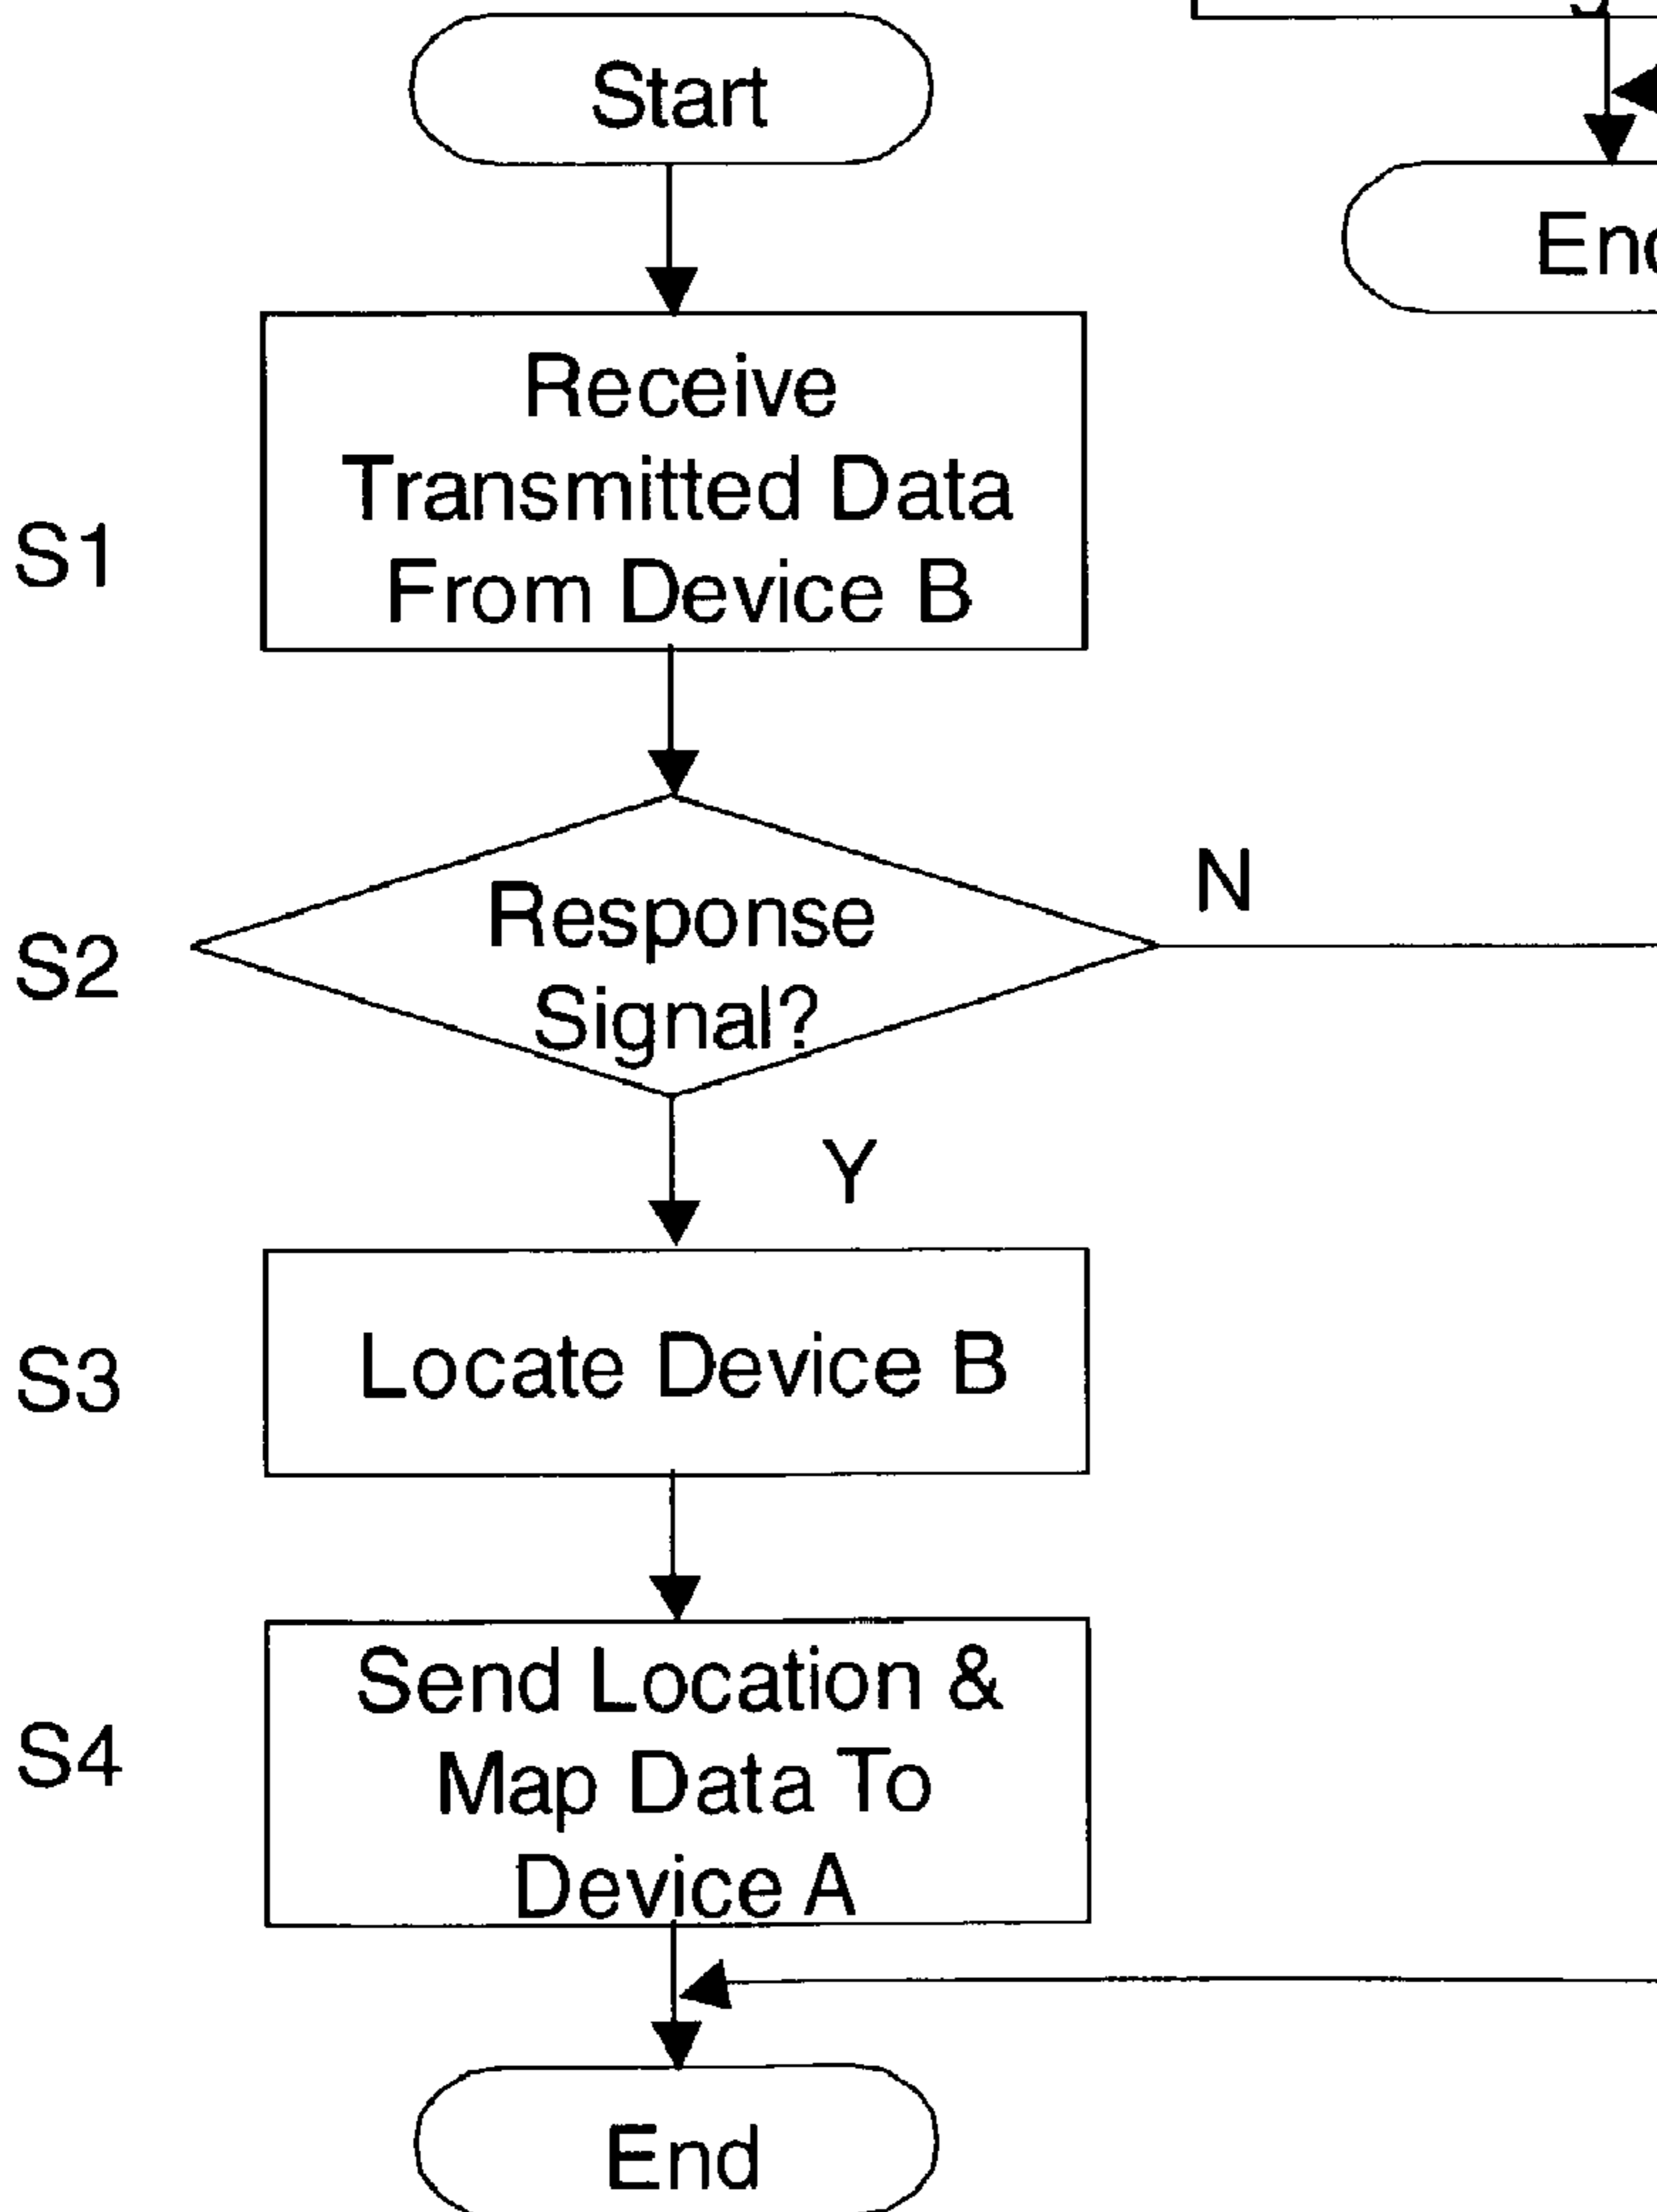 Start
S1
Receive
Transmitted Data
From Device B
S2
Response
Signal?
N
Y
S3
Locate Device B
S4
Send Location &
Map Data To
Device A
End